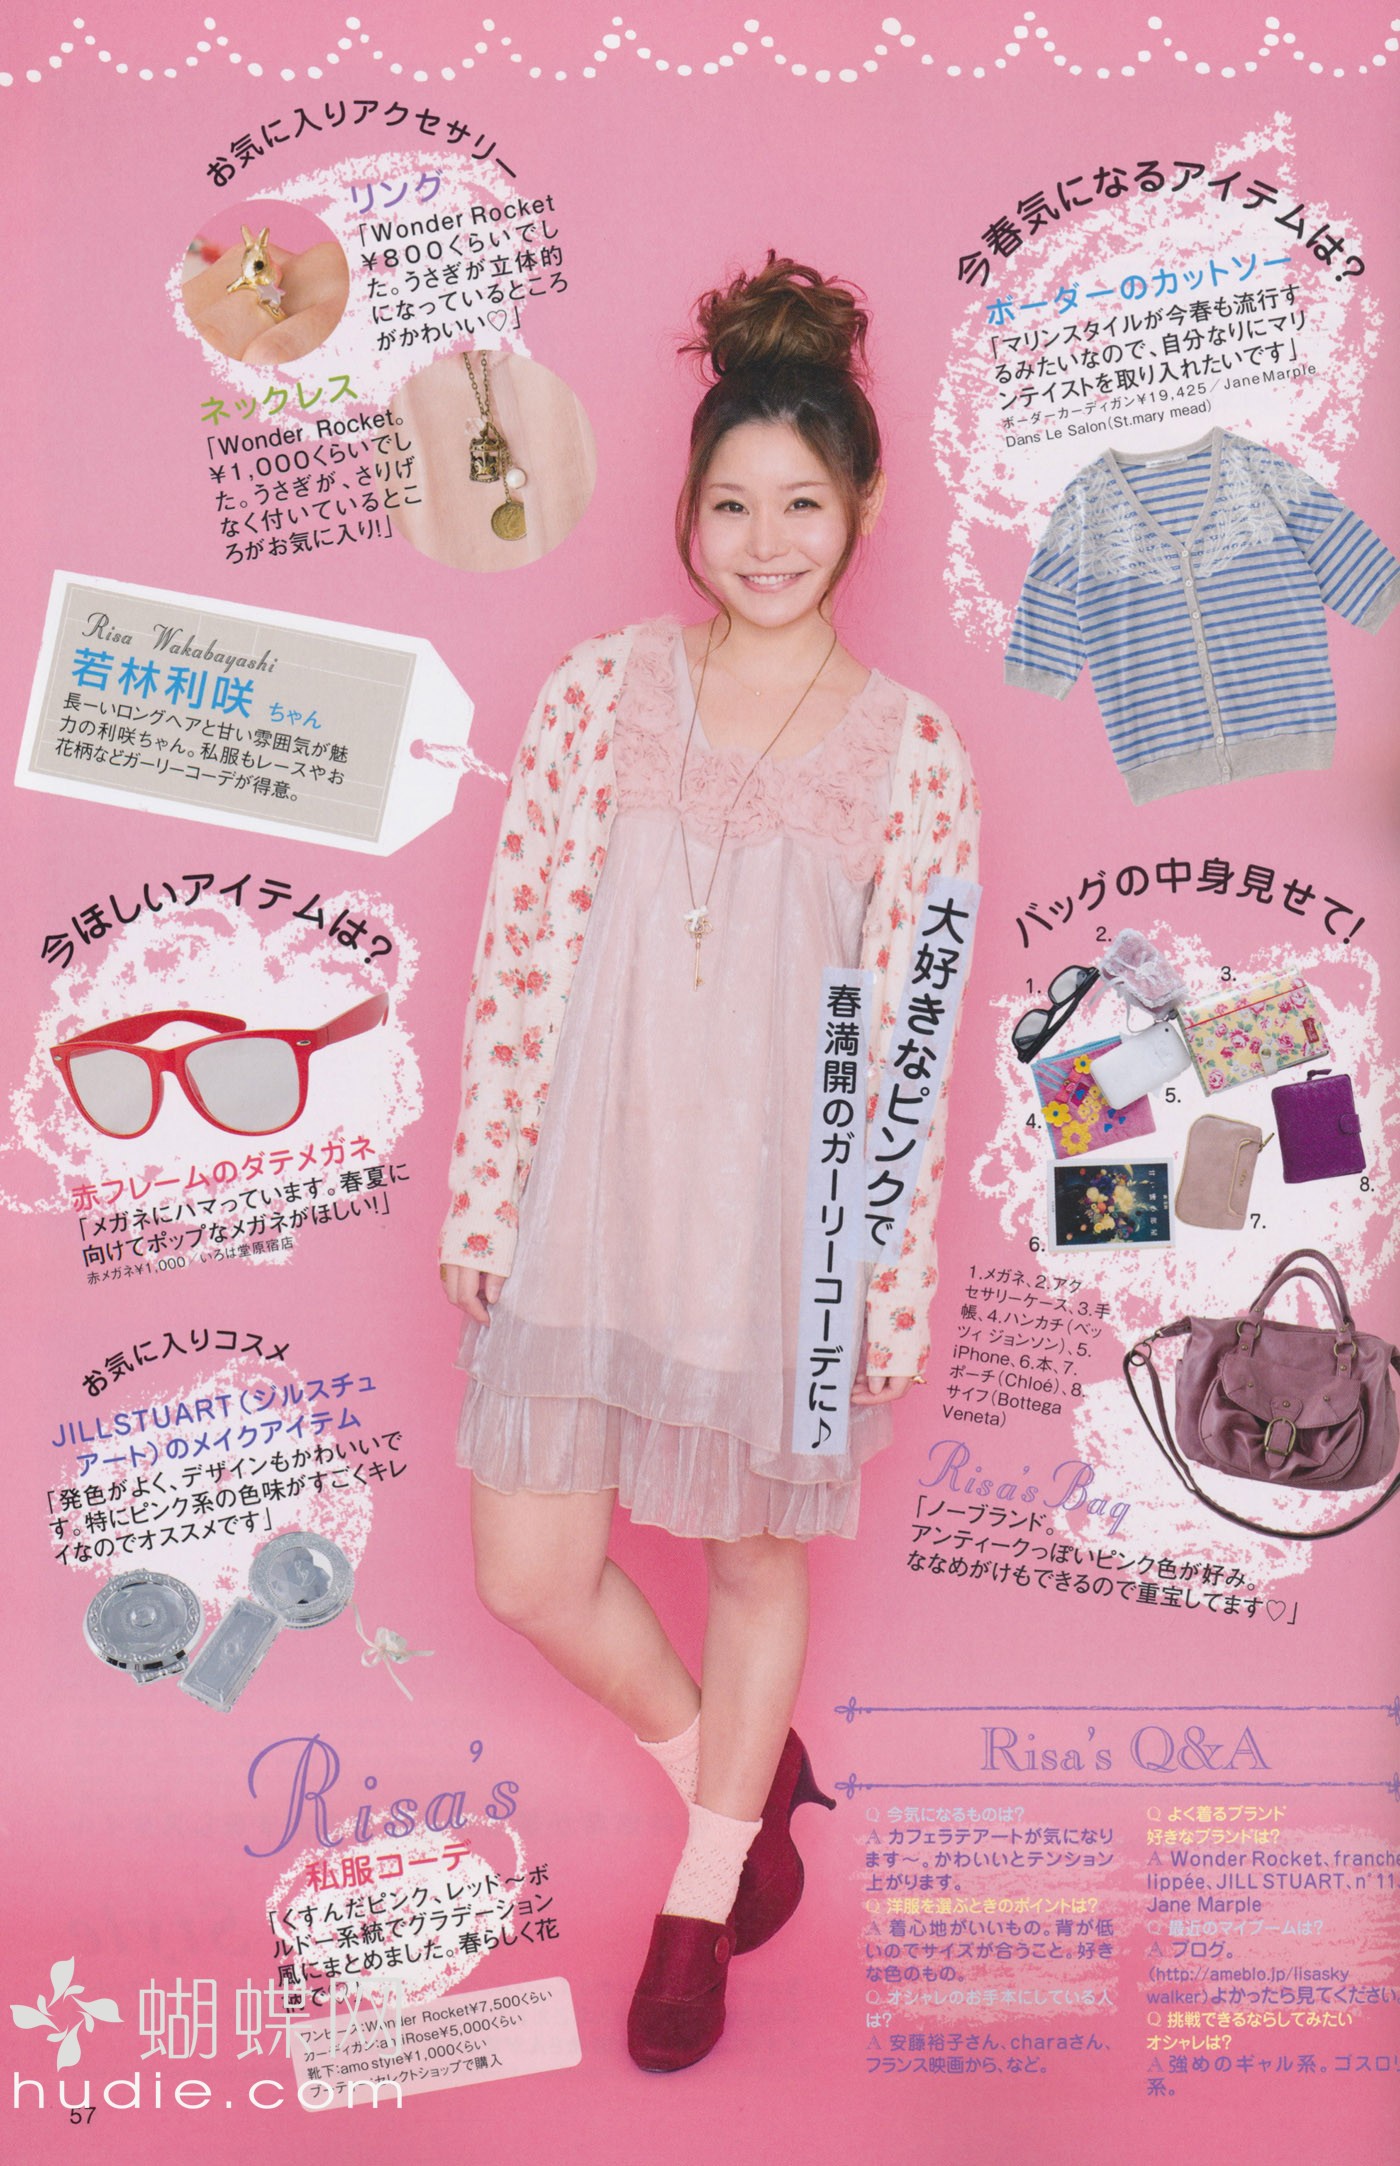 お気に入りアクセサリー
リング
「Wonder Rocket
¥800くらいでし
た。うさぎが立体的
になっているところ
がかわいい♡」
ネックレス
「Wonder Rocket。
¥1,000くらいでし
た。うさぎが、さりげ
なく付いているとこ
ろがお気に入り!」
Risa Wakabayashi
若林利咲 ちゃん
長ーいロングヘアと甘い雰囲気が魅
力の利咲ちゃん。私服もレースやお
花柄などガーリーコーデが得意。
今ほしいアイテムは?
赤フレームのダテメガネ
「メガネにハマっています。春夏に
向けてポップなメガネがほしい!」
赤メガネ¥1,000/いろは堂原宿店
お気に入りコスメ
JILLSTUART(ジルスチュ
アート)のメイクアイテム
「発色がよく、デザインもかわいいで
す。特にピンク系の色味がすごくキレ
イなのでオススメです」
Risa's
私服コーデ
「くすんだピンク、レッド〜ボ
ルドー系統でグラデーション
風にまとめました。春らしく花
ワンピース:Wonder Rocket¥7,500くらい
Rose¥5,000くらい
靴下:amo style¥1,000くらい
セレクトショップで購入
蝴蝶网
hudie.com
57
大好きなピンクで
春満開のガーリーコーデに♪
今春気になるアイテムは?
ボーダーのカットソー
「マリンスタイルが今春も流行す
るみたいなので、自分なりにマリ
ンテイストを取り入れたいです」
ボーダーカーディガン¥19,425/Jane Marple
Dans Le Salon(St.mary mead)
バッグの中身見せて!
1.
2.
3.
4.
5.
6.
7.
8.
1.メガネ、2.アク
セサリーケース、3.手
帳、4.ハンカチ(ベッ
ツィ ジョンソン)、5.
iPhone、6.本、7.
ポーチ(Chloé)、8.
サイフ(Bottega
Veneta)
Risa's Bag
「ノーブランド。
アンティークっぽいピンク色が好み。
ななめがけもできるので重宝してます♡」
Risa's Q&A
Q 今気になるものは?
A カフェラテアートが気になり
ます〜。かわいいとテンション
上がります。
Q 洋服を選ぶときのポイントは?
A 着心地がいいもの。背が低
いのでサイズが合うこと。好き
な色のもの。
Q オシャレのお手本にしている人
は?
A 安藤裕子さん、charaさん、
フランス映画から、など。
Q よく着るブランド
好きなブランドは?
A Wonder Rocket、franche
lippée、JILL STUART、n°11、
Jane Marple
Q 最近のマイブームは?
A ブログ。
(http://ameblo.jp/lisasky
walker)よかったら見てください。
Q 挑戦できるならしてみたい
オシャレは?
A 強めのギャル系。ゴスロリ
系。